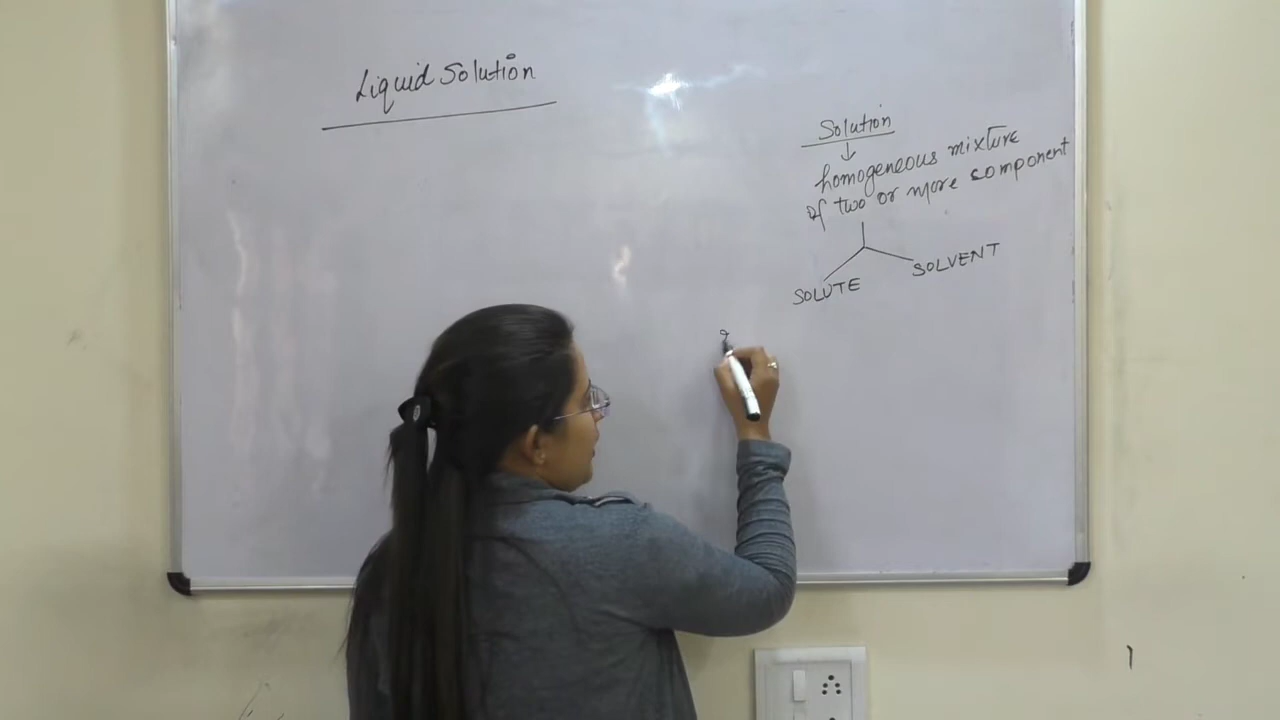 Liquid Solution
Solution
homogeneous mixture
of two or more component
SOLUTE
SOLVENT